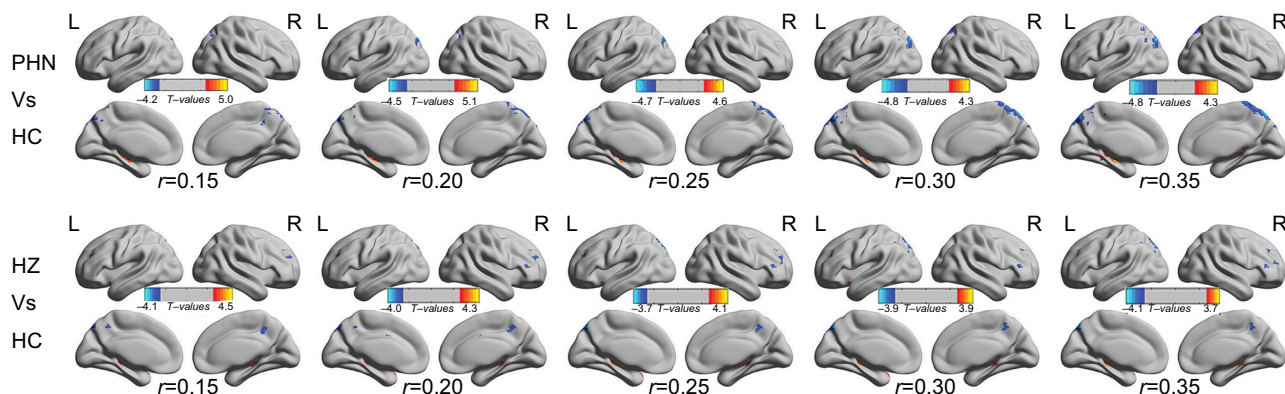 L R L R L R L R L R
PHN
–4.2 T–values 5.0 –4.5 T–values 5.1 –4.7 T–values 4.6 –4.8 T–values 4.3 –4.8 T–values 4.3
Vs
HC
r=0.15 r=0.20 r=0.25 r=0.30 r=0.35
L R L R L R L R L R
HZ
–4.1 T–values 4.5 –4.0 T–values 4.3 –3.7 T–values 4.1 –3.9 T–values 3.9 –4.1 T–values 3.7
Vs
HC
r=0.15 r=0.20 r=0.25 r=0.30 r=0.35